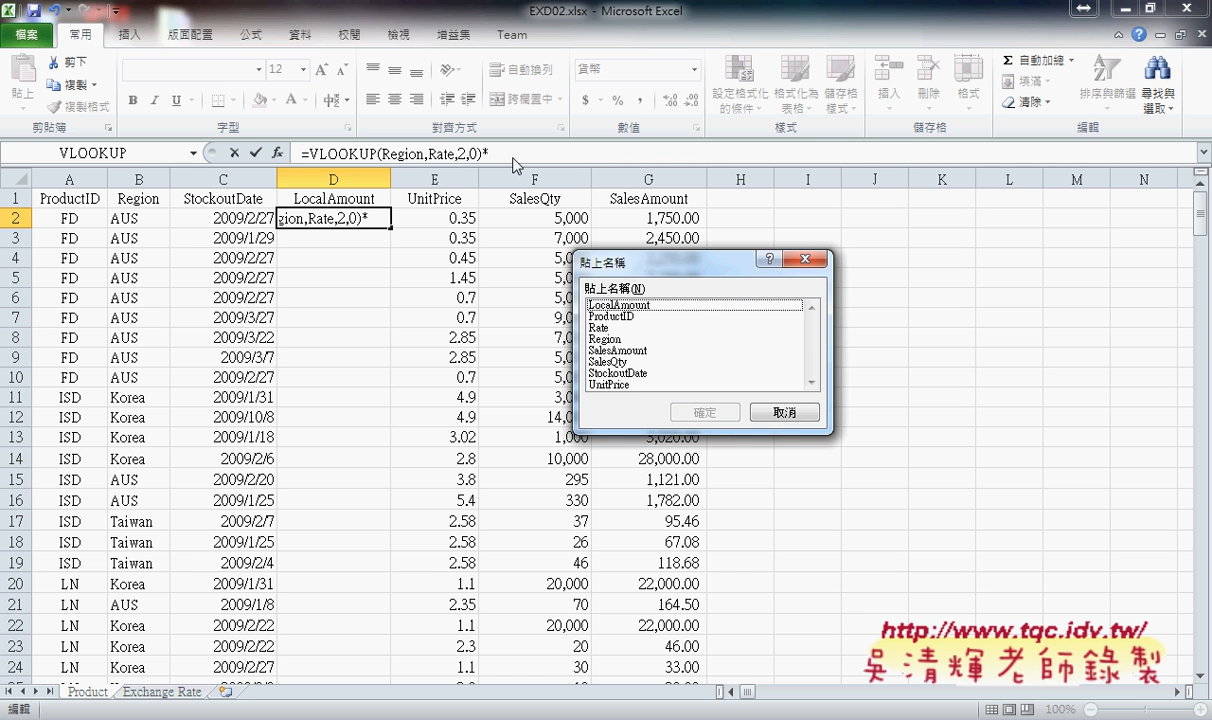 EXD02.xlsx - Microsoft Excel
檔案 常用 插入 版面配置 公式 資料 校閱 檢視 增益集 Team
剪下 12 自動換列 貨幣 Σ 自動加總
貼上 複製 B I U 跨欄置中 $ % , 設定格式化的條件 格式化為表格 儲存格樣式 插入 刪除 格式 填滿 排序與篩選 尋找與選取
複製格式 清除
剪貼簿 字型 對齊方式 數值 樣式 儲存格 編輯
VLOOKUP =VLOOKUP(Region,Rate,2,0)*
A B C D E F G H I J K L M N
1 ProductID Region StockoutDate LocalAmount UnitPrice SalesQty SalesAmount
2 FD AUS 2009/2/27 gion,Rate,2,0)* 0.35 5,000 1,750.00
3 FD AUS 2009/1/29 0.35 7,000 2,450.00
4 FD AUS 2009/2/27 0.45
5 FD AUS 2009/2/27 1.45
6 FD AUS 2009/2/27 0.7
7 FD AUS 2009/3/27 0.7
8 FD AUS 2009/3/22 2.85
9 FD AUS 2009/3/7 2.85
10 FD AUS 2009/2/27 0.7
11 ISD Korea 2009/1/31 4.9
12 ISD Korea 2009/10/8 4.9
13 ISD Korea 2009/1/18 3.02 1,000 3,020.00
14 ISD Korea 2009/2/6 2.8 10,000 28,000.00
15 ISD AUS 2009/2/20 3.8 295 1,121.00
16 ISD AUS 2009/1/25 5.4 330 1,782.00
17 ISD Taiwan 2009/2/7 2.58 37 95.46
18 ISD Taiwan 2009/1/25 2.58 26 67.08
19 ISD Taiwan 2009/2/4 2.58 46 118.68
20 LN Korea 2009/1/31 1.1 20,000 22,000.00
21 LN AUS 2009/1/8 2.35 70 164.50
22 LN Korea 2009/2/22 1.1 20,000 22,000.00
23 LN Korea 2009/2/22 2.3 20 46.00
24 LN Korea 2009/2/27 1.1 30 33.00
貼上名稱
貼上名稱(N)
LocalAmount
ProductID
Rate
Region
SalesAmount
SalesQty
StockoutDate
UnitPrice
確定 取消
http://www.tqc.idv.tw/
吳清輝老師錄製
Product Exchange Rate
編輯 100%